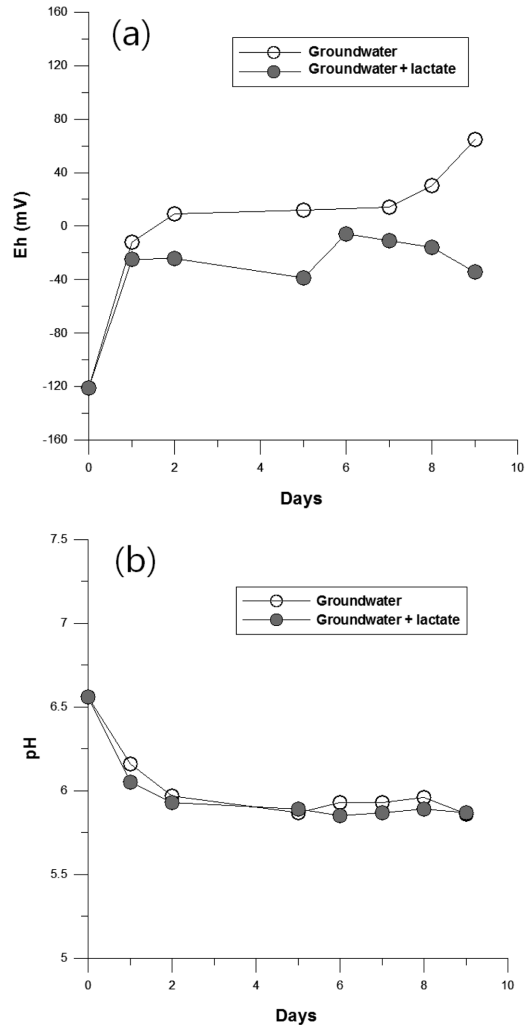 (a)
Groundwater
Groundwater + lactate
160
120
80
40
0
-40
-80
-120
-160
Eh (mV)
0 2 4 6 8 10
Days
(b)
Groundwater
Groundwater + lactate
7.5
7
6.5
6
5.5
5
pH
0 2 4 6 8 10
Days